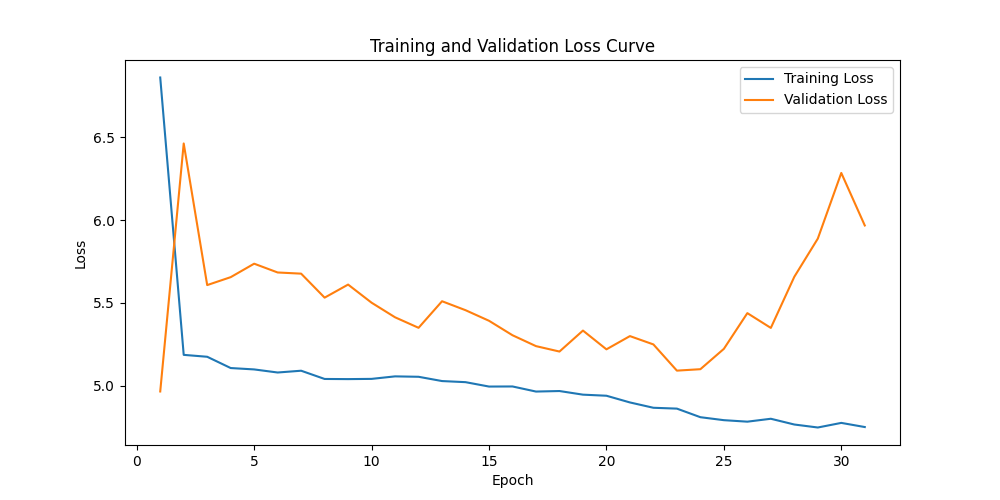 Training and Validation Loss Curve
Training Loss
Validation Loss
6.5
6.0
5.5
5.0
Loss
0 5 10 15 20 25 30
Epoch